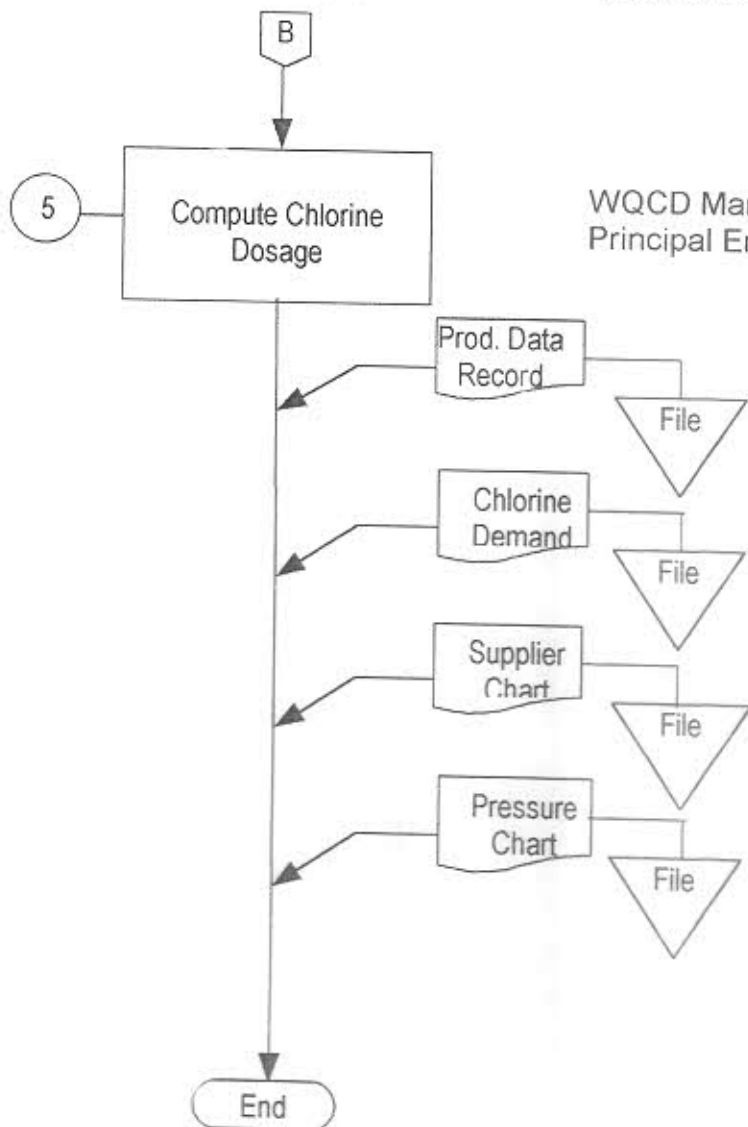 B
5
Compute Chlorine
Dosage
WQCD
Principal
Prod. Data
Record
File
Chlorine
Demand
File
Supplier
Chart
File
Pressure
Chart
File
End